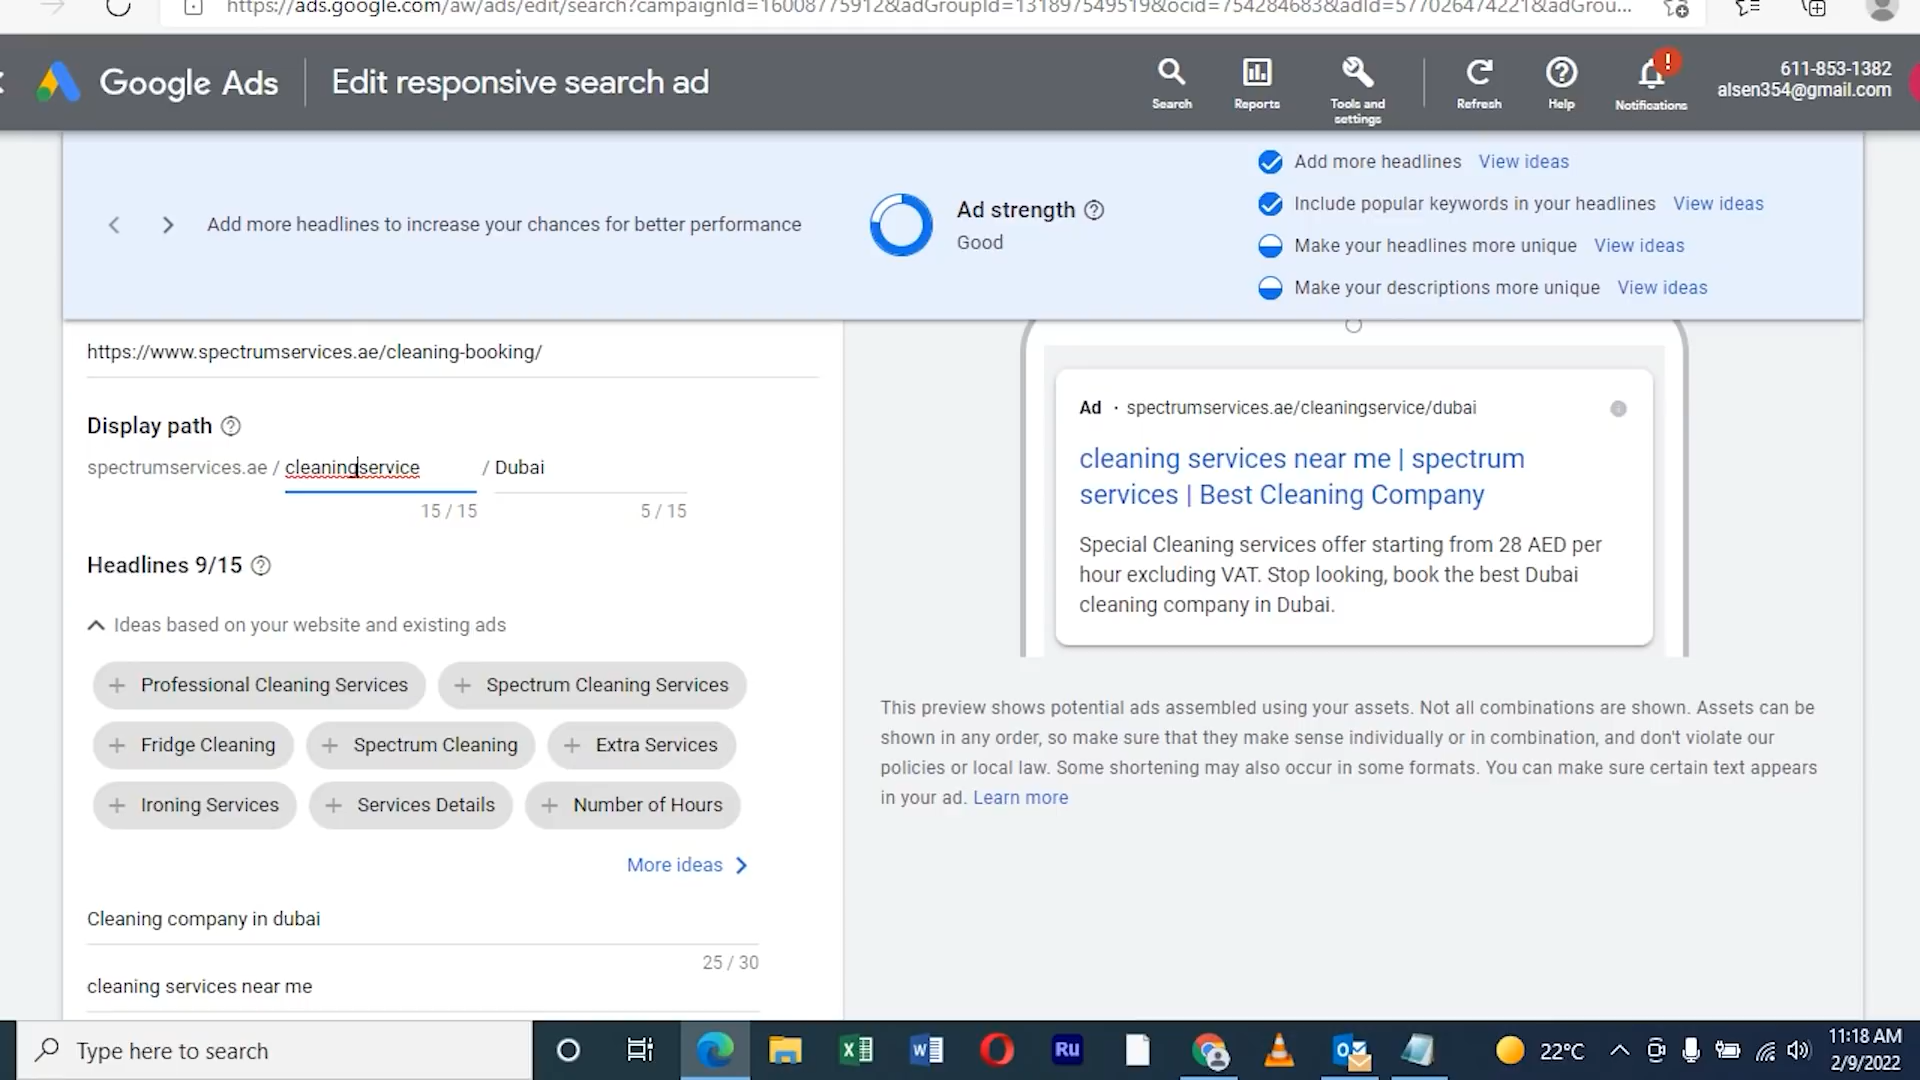 https://ads.google.com/aw/ads/edit/search?campaignId=16008775912&adGroupId=131897549519&ocid=754284683&adId=577026474221&adGrou...
Google Ads
Edit responsive search ad
Search
Reports
Tools and
settings
Refresh
Help
!
Notifications
611-853-1382
alsen354@gmail.com
Add more headlines to increase your chances for better performance
Ad strength
Good
Add more headlines View ideas
Include popular keywords in your headlines View ideas
Make your headlines more unique View ideas
Make your descriptions more unique View ideas
https://www.spectrumservices.ae/cleaning-booking/
Display path
spectrumservices.ae / cleaningservice / Dubai
15 / 15
5 / 15
Headlines 9/15
Ideas based on your website and existing ads
+ Professional Cleaning Services
+ Spectrum Cleaning Services
+ Fridge Cleaning
+ Spectrum Cleaning
+ Extra Services
+ Ironing Services
+ Services Details
+ Number of Hours
More ideas
Cleaning company in dubai
25 / 30
cleaning services near me
Ad · spectrumservices.ae/cleaningservice/dubai
cleaning services near me | spectrum
services | Best Cleaning Company
Special Cleaning services offer starting from 28 AED per
hour excluding VAT. Stop looking, book the best Dubai
cleaning company in Dubai.
This preview shows potential ads assembled using your assets. Not all combinations are shown. Assets can be
shown in any order, so make sure that they make sense individually or in combination, and don't violate our
policies or local law. Some shortening may also occur in some formats. You can make sure certain text appears
in your ad. Learn more
Type here to search
Ru
22°C
11:18 AM
2/9/2022